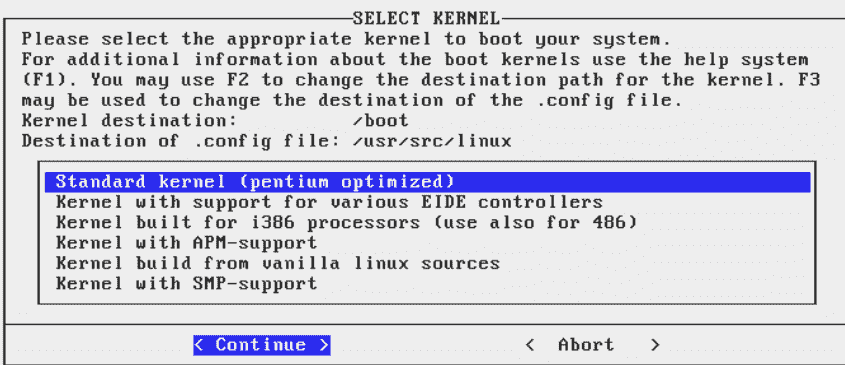 SELECT KERNEL
Please select the appropriate kernel to boot your system.
For additional information about the boot kernels use the help system
(F1). You may use F2 to change the destination path for the kernel. F3
may be used to change the destination of the .config file.
Kernel destination: /boot
Destination of .config file: /usr/src/linux
Standard kernel (pentium optimized)
Kernel with support for various EIDE controllers
Kernel built for i386 processors (use also for 486)
Kernel with APM-support
Kernel build from vanilla linux sources
Kernel with SMP-support
< Continue > < Abort >